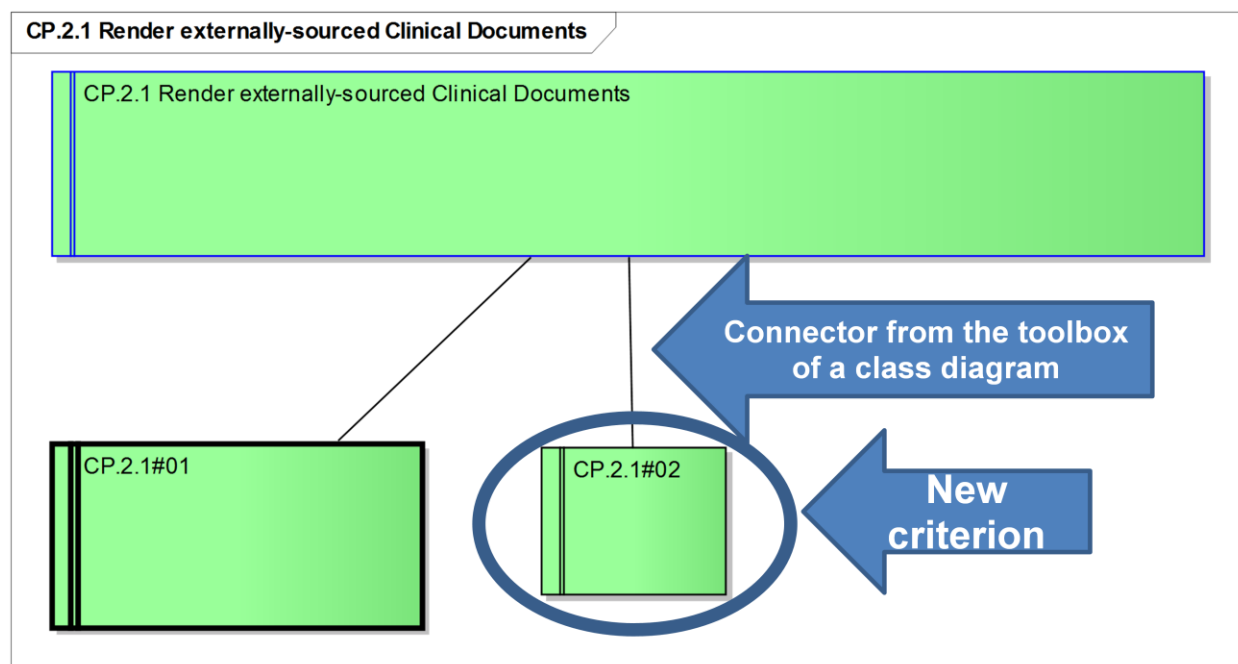 CP.2.1 Render externally-sourced Clinical Documents
CP.2.1 Render externally-sourced Clinical Documents
Connector from the toolbox
of a class diagram
CP.2.1#01
CP.2.1#02
New
criterion